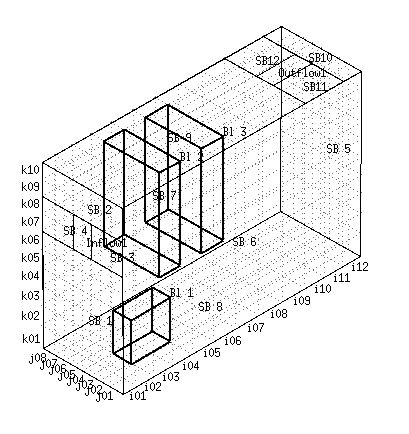 SB12
SB10
Outflow1
SB11
SB 9
Bl 3
SB 5
Bl 2
k10
k09
SB 7
k08
SB 2
k07
SB 4
k06
Inflow1
SB 6
k05
SB 3
i12
k04
i11
i10
k03
Bl 1
i09
SB 8
i08
k02
SB 1
i07
i06
k01
i05
j08
i04
j07
j06
i03
j05
j04
i02
j03
j02
i01
j01